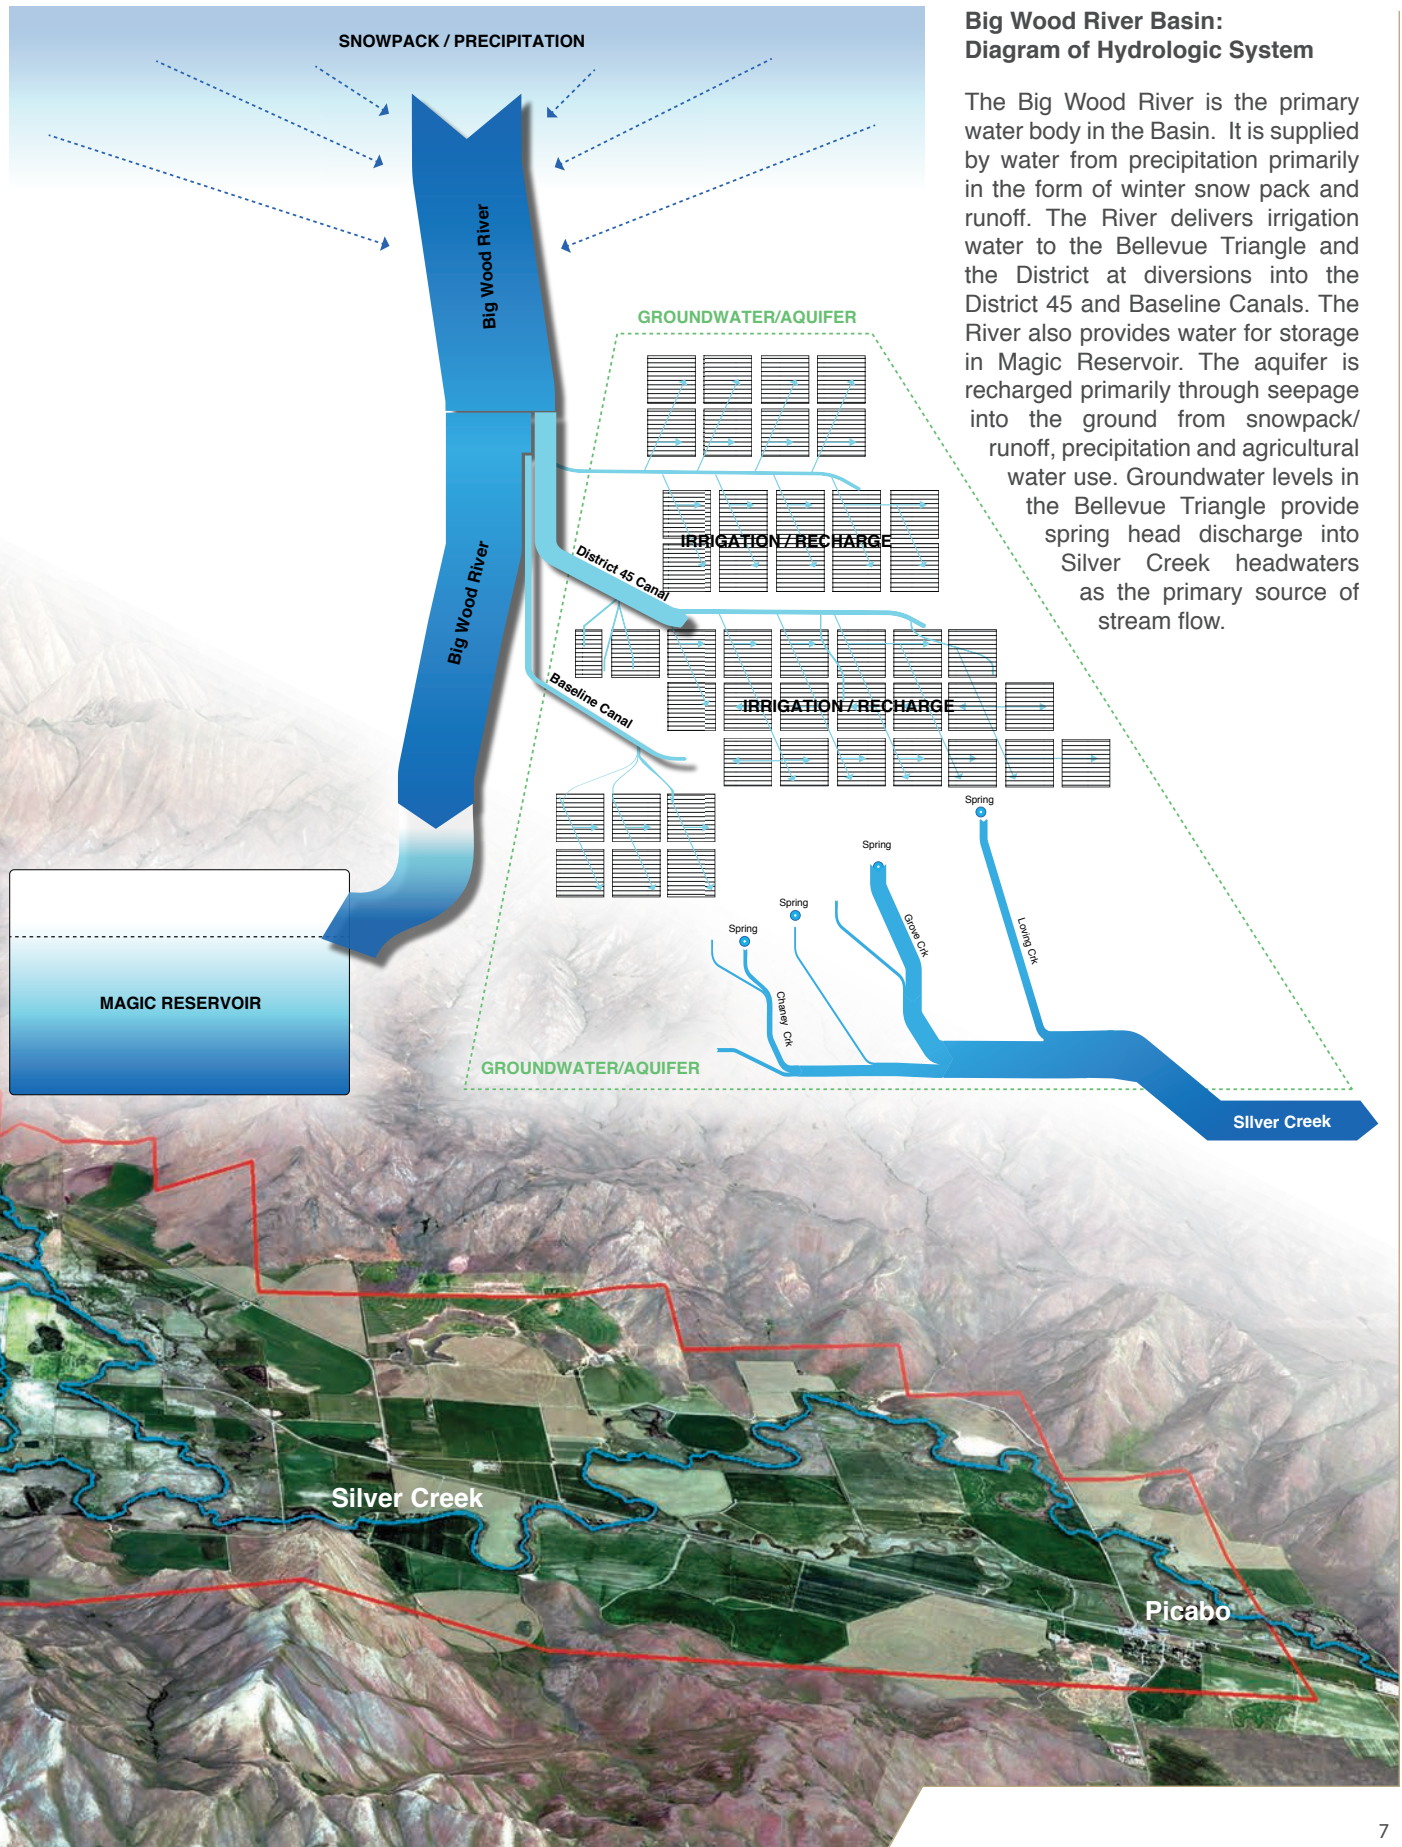 SNOWPACK / PRECIPITATION
Big Wood River:
Big Wood River Basin:
Diagram of Hydrologic System
The Big Wood River is the primary
water body in the Basin. It is supplied
by water from precipitation primarily
in the form of winter snow pack and
runoff. The River delivers irrigation
water to the Bellevue Triangle and
the District at diversions into the
District 45 and Baseline Canals. The
River also provides water for storage
in Magic Reservoir. The aquifer is
recharged primarily through seepage
into the ground from snowpack/
runoff, precipitation and agricultural
water use. Groundwater levels in
the Bellevue Triangle provide
spring head discharge into
Silver Creek headwaters
as the primary source of
stream flow.
GROUNDWATER/AQUIFER
IRRIGATION / RECHARGE
District 45 Canal
Big Wood River
Baseline Canal
IRRIGATION / RECHARGE
Spring
Spring
Spring
Spring
Grove Crk
Loving Crk
Chaney Crk
MAGIC RESERVOIR
GROUNDWATER/AQUIFER
SIlver Creek
Silver Creek
Picabo
7